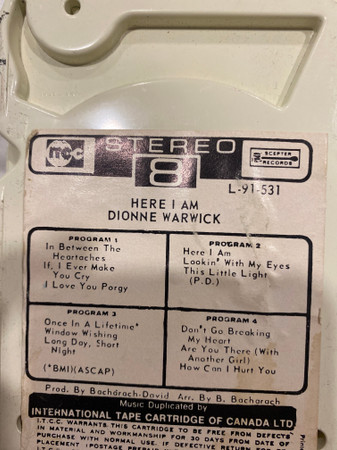 ITCC
STEREO
8
SCEPTER
RECORDS
L-91-531
HERE I AM
DIONNE WARWICK
PROGRAM 1
In Between The
Heartaches
If, I Ever Make
You Cry
I Love You Porgy
PROGRAM 2
Here I Am
Lookin' With My Eyes
This Little Light
(P.D.)
PROGRAM 3
Once In A Lifetime*
Window Wishing
Long Day, Short
Night
(*BMI)(ASCAP)
PROGRAM 4
Don't Go Breaking
My Heart
Are You There (With
Another Girl)
How Can I Hurt You
Prod. By Bachárach-David Arr. By B. Bacharach
Music Duplicated by
INTERNATIONAL TAPE CARTRIDGE OF CANADA LTD
I.T.C.C. WARRANTS THIS CARTRIDGE TO BE FREE FROM DEFECTS
IN MATERIAL AND WORKMANSHIP FOR 30 DAYS FROM DATE OF
PURCHASE WITH NORMAL USE. IF DEFECTIVE RETURN FOR
PLACEMENT (POSTAGE PREPAID